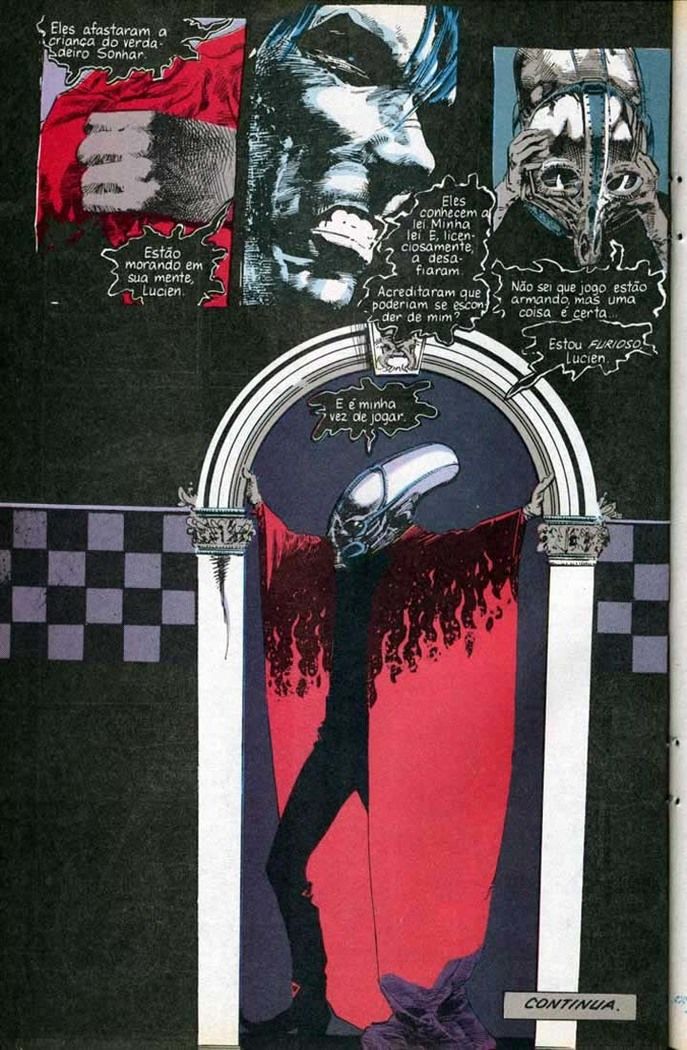 Eles afastaram a
criança do verda-
deiro Sonhar.
Estão
morando em
sua mente,
Lucien.
Eles
conhecem a
lei. Minha
lei. E, licen-
ciosamente,
a desa-
fiaram.
Acreditaram que
poderiam se escon
der de mim?
Não sei que jogo estão
armando, mas uma
coisa é certa...
Estou FURIOSO,
Lucien.
E é minha
vez de jogar.
CONTINUA.